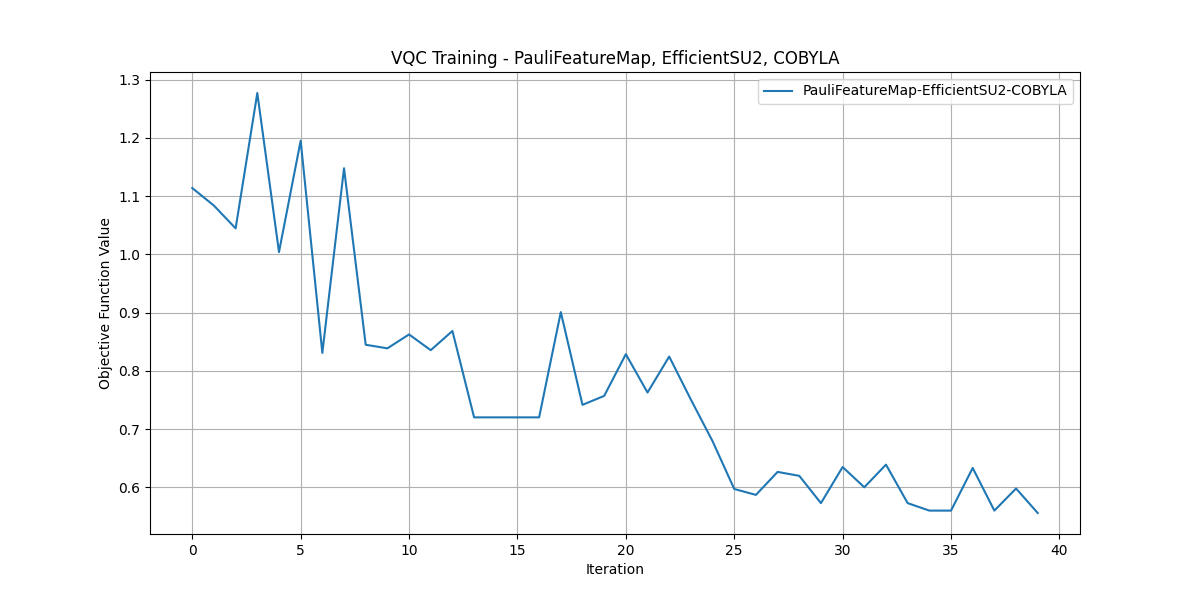 VQC Training - PauliFeatureMap, EfficientSU2, COBYLA
PauliFeatureMap-EfficientSU2-COBYLA
Objective Function Value
1.3
1.2
1.1
1.0
0.9
0.8
0.7
0.6
0 5 10 15 20 25 30 35 40
Iteration